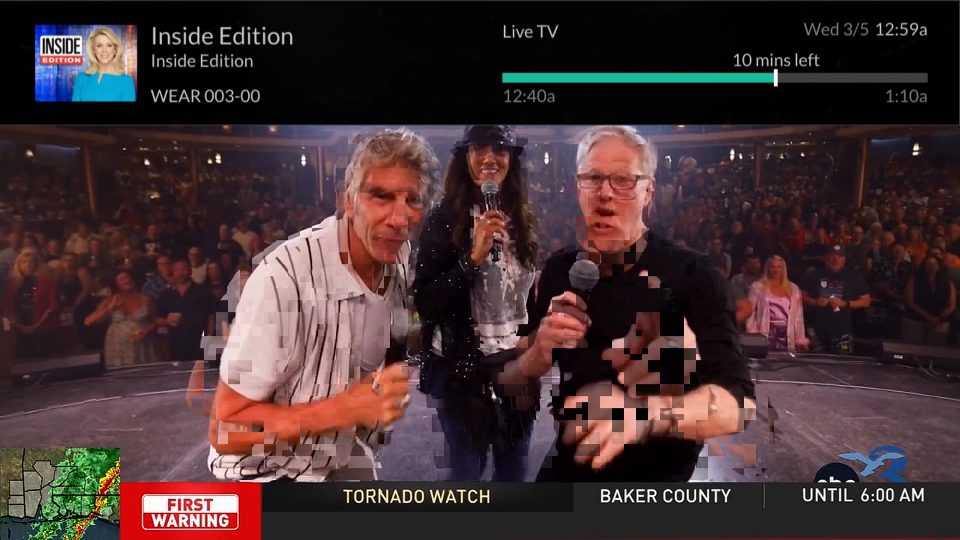 INSIDE
EDITION
Inside Edition
Inside Edition
WEAR 003-00
Live TV
Wed 3/5 12:59a
10 mins left
12:40a
1:10a
abc
3
FIRST
WARNING
TORNADO WATCH
BAKER COUNTY
UNTIL 6:00 AM